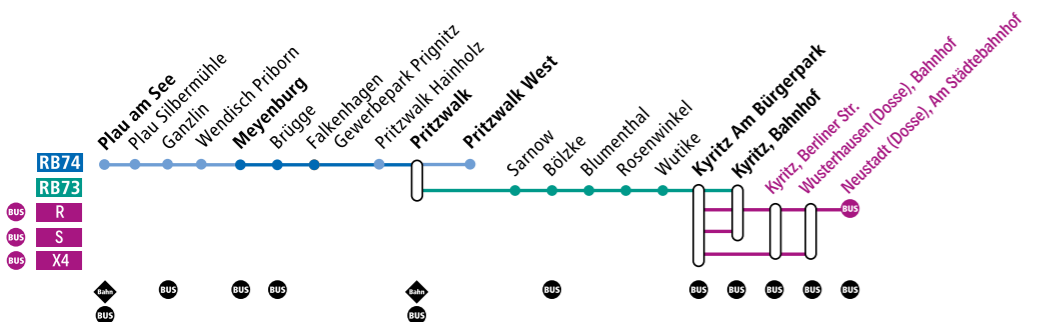 Plau am See
Plau Silbermühle
Ganzlin
Wendisch Priborn
Meyenburg
Brügge
Falkenhagen
Gewerbepark Prignitz
Pritzwalk Hainholz
Pritzwalk
Pritzwalk West
Sarnow
Bölzke
Blumenthal
Rosenwinkel
Wutike
Kyritz Am Bürgerpark
Kyritz, Bahnhof
Kyritz, Berliner Str.
Wusterhausen (Dosse), Bahnhof
Neustadt (Dosse), Am Städtebahnhof
RB74
RB73
BUS R BUS
BUS S
BUS X4
Bahn BUS BUS BUS Bahn BUS BUS BUS BUS BUS BUS
BUS BUS